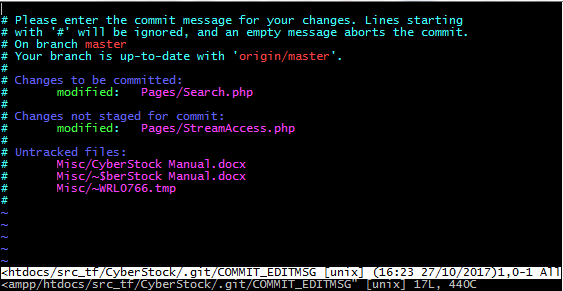 # Please enter the commit message for your changes. Lines starting
# with '#' will be ignored, and an empty message aborts the commit.
# On branch master
# Your branch is up-to-date with 'origin/master'.
#
# Changes to be committed:
#       modified:   Pages/Search.php
#
# Changes not staged for commit:
#       modified:   Pages/StreamAccess.php
#
# Untracked files:
#       Misc/CyberStock Manual.docx
#       Misc/~$berStock Manual.docx
#       Misc/~WRL0766.tmp
#
~
~
~
~
<htdocs/src_tf/CyberStock/.git/COMMIT_EDITMSG [unix] (16:23 27/10/2017)1,0-1 All
<ampp/htdocs/src_tf/CyberStock/.git/COMMIT_EDITMSG" [unix] 17L, 440C